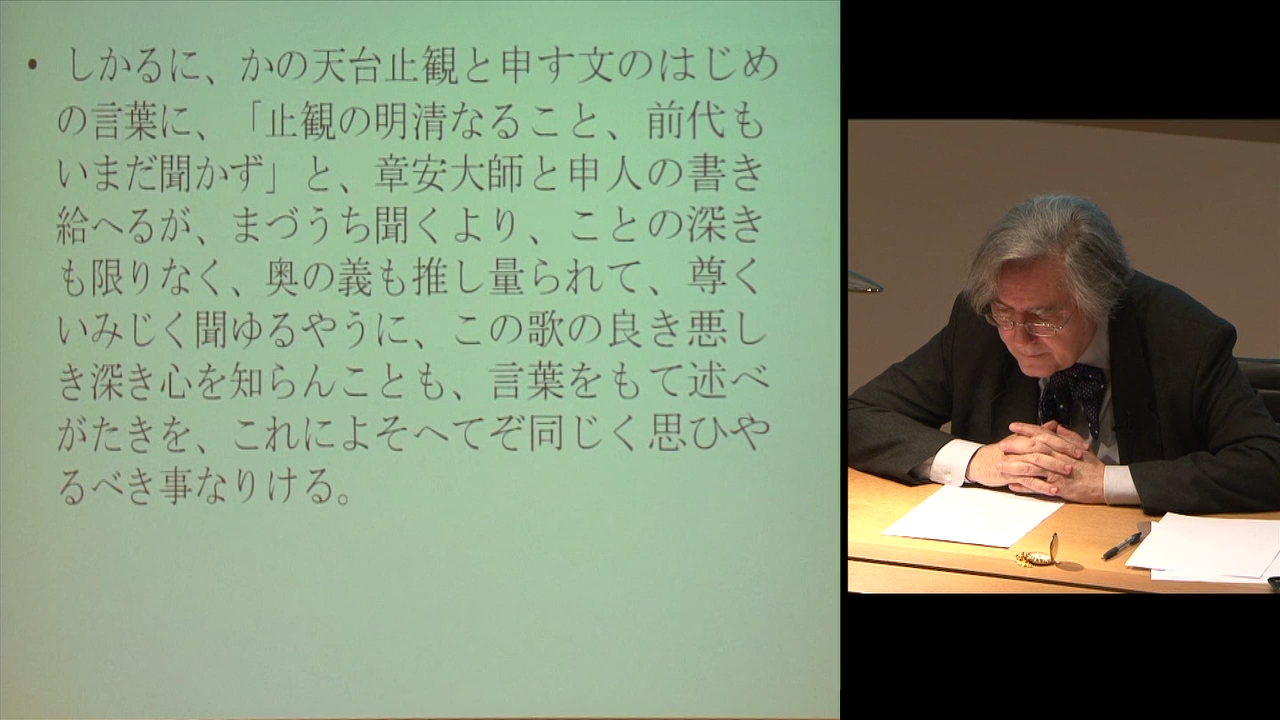 • しかるに、かの天台止観と申す文のはじめ
の言葉に、「止観の明清なること、前代も
いまだ聞かず」と、章安大師と申人の書き
給へるが、まづうち聞くより、ことの深き
も限りなく、奥の義も推し量られて、尊く
いみじく聞ゆるやうに、この歌の良き悪し
き深き心を知らんことも、言葉をもて述べ
がたきを、これによそへてぞ同じく思ひや
るべき事なりける。